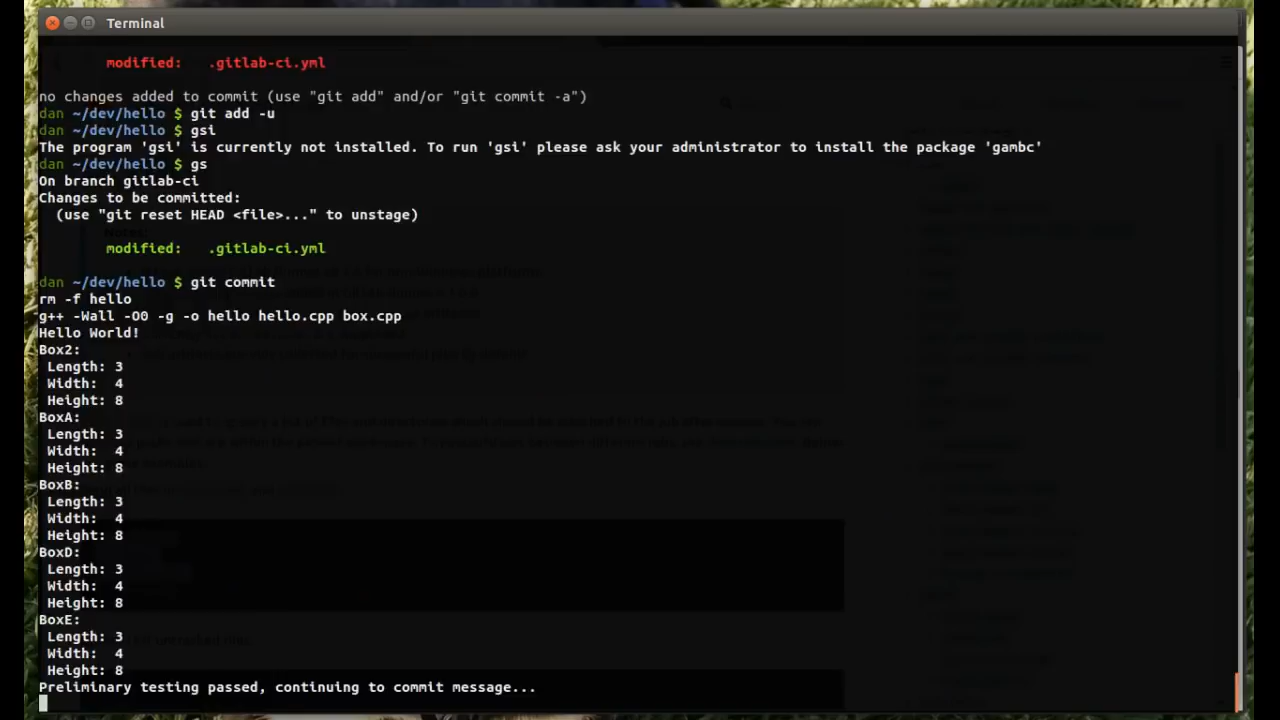 Terminal
modified:   .gitlab-ci.yml
no changes added to commit (use "git add" and/or "git commit -a")
dan ~/dev/hello $ git add -u
dan ~/dev/hello $ gsi
The program 'gsi' is currently not installed. To run 'gsi' please ask your administrator to install the package 'gambc'
dan ~/dev/hello $ gs
On branch gitlab-ci
Changes to be committed:
  (use "git reset HEAD <file>..." to unstage)
modified:   .gitlab-ci.yml
dan ~/dev/hello $ git commit
rm -f hello
g++ -Wall -O0 -g -o hello hello.cpp box.cpp
Hello World!
Box2:
 Length: 3
 Width:  4
 Height: 8
BoxA:
 Length: 3
 Width:  4
 Height: 8
BoxB:
 Length: 3
 Width:  4
 Height: 8
BoxD:
 Length: 3
 Width:  4
 Height: 8
BoxE:
 Length: 3
 Width:  4
 Height: 8
Preliminary testing passed, continuing to commit message...